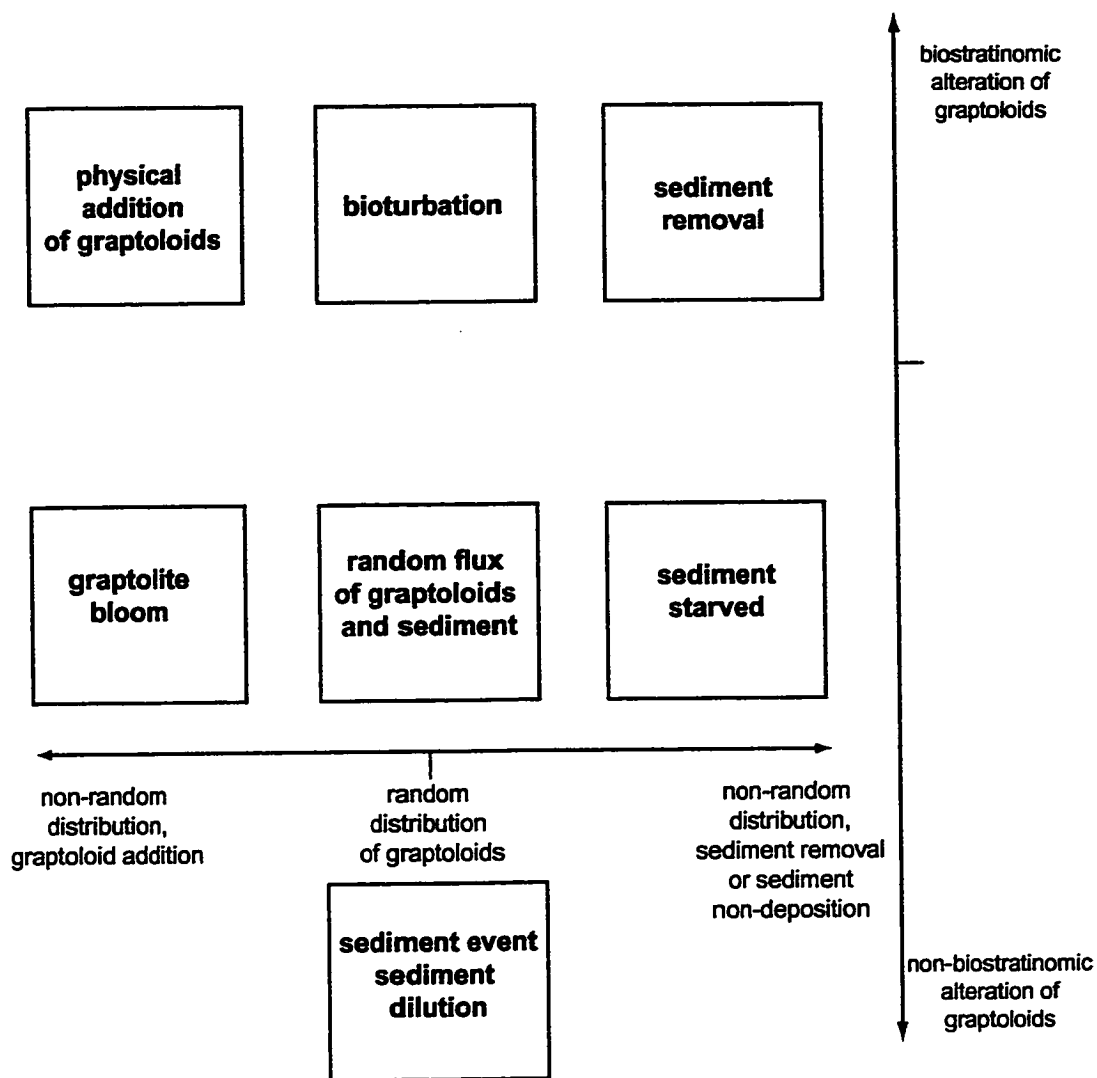 biostratinomic
alteration of
graptoloids
physical
addition
of graptoloids
bioturbation
sediment
removal
graptolite
bloom
random flux
of graptoloids
and sediment
sediment
starved
non-random
distribution,
graptoloid addition
random
distribution
of graptoloids
non-random
distribution,
sediment removal
or sediment
non-deposition
sediment event
sediment
dilution
non-biostratinomic
alteration of
graptoloids